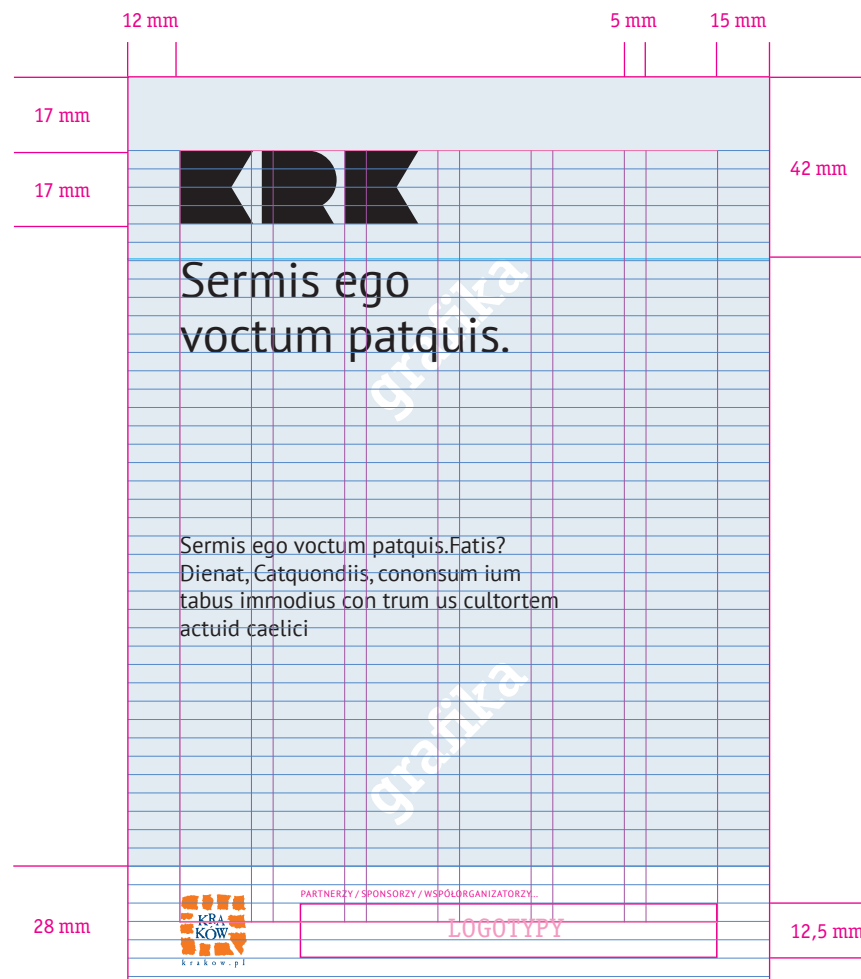 12 mm
5 mm
15 mm
17 mm
17 mm
42 mm
KRK
Sermis ego
voctum patquis.
grafika
Sermis ego voctum patquis.Fatis?
Dienat, Catquondiis, cononsum ium
tabus immodius con trum us cultortem
actuid caelici
grafika
28 mm
PARTNERZY / SPONSORZY / WSPÓŁORGANIZATORZY...
LOGOTYPY
KRA
KÓW
krakow.pl
12,5 mm